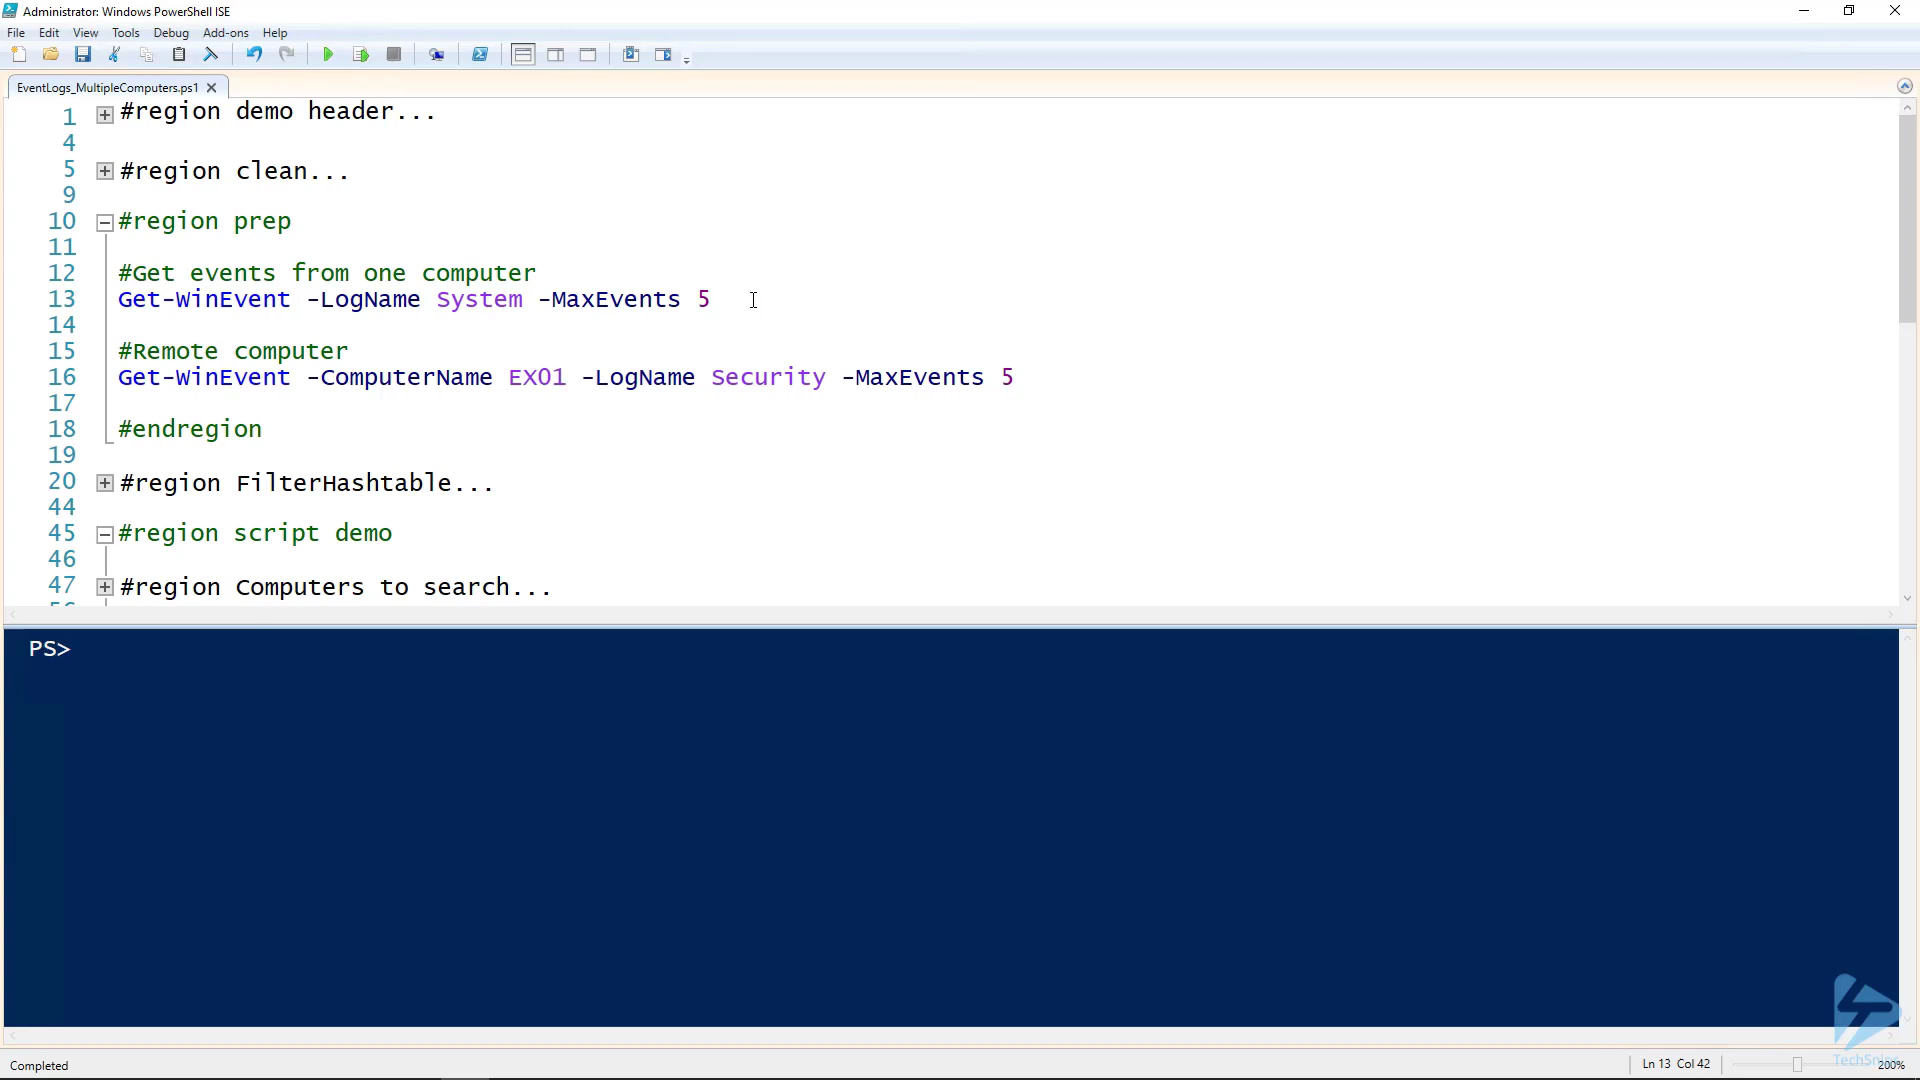 Administrator: Windows PowerShell ISE
File Edit View Tools Debug Add-ons Help
EventLogs_MultipleComputers.ps1
1 #region demo header...
4
5 #region clean...
9
10 #region prep
11
12 #Get events from one computer
13 Get-WinEvent -LogName System -MaxEvents 5
14
15 #Remote computer
16 Get-WinEvent -ComputerName EX01 -LogName Security -MaxEvents 5
17
18 #endregion
19
20 #region FilterHashtable...
44
45 #region script demo
46
47 #region Computers to search...
PS>
Completed
Ln 13 Col 42
200%